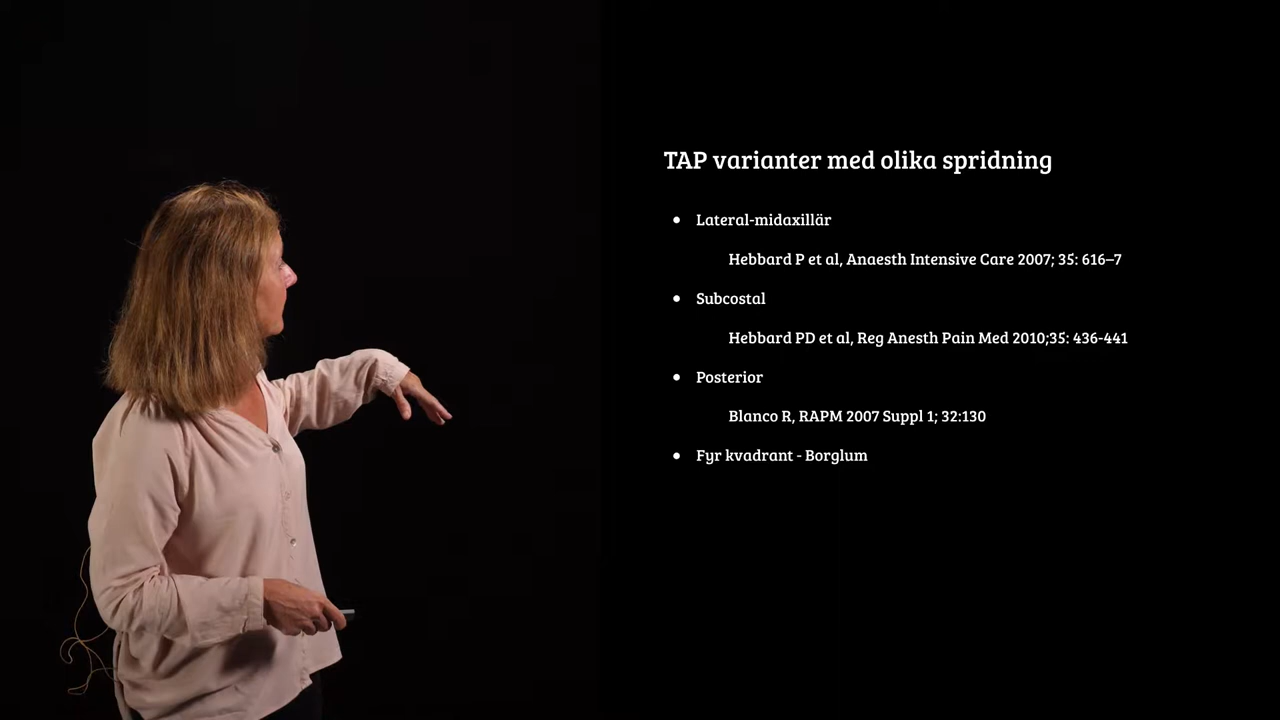 TAP varianter med olika spridning
● Lateral-midaxillär
Hebbard P et al, Anaesth Intensive Care 2007; 35: 616–7
● Subcostal
Hebbard PD et al, Reg Anesth Pain Med 2010;35: 436-441
● Posterior
Blanco R, RAPM 2007 Suppl 1; 32:130
● Fyr kvadrant - Borglum